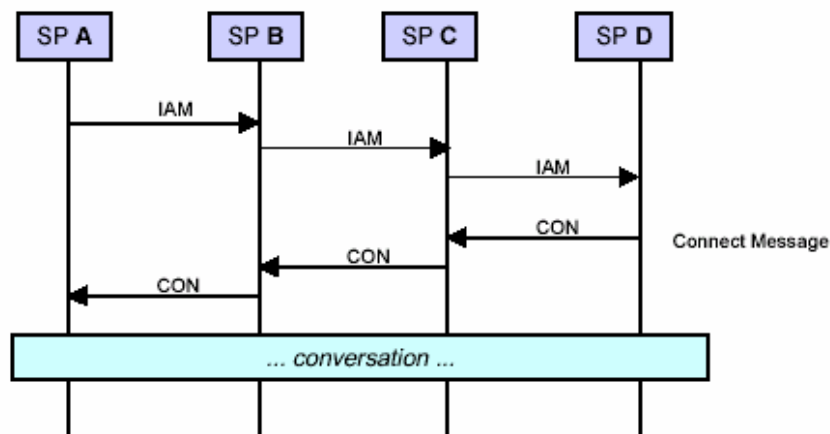 SP A
SP B
SP C
SP D
IAM
IAM
IAM
CON
Connect Message
CON
CON
... conversation ...